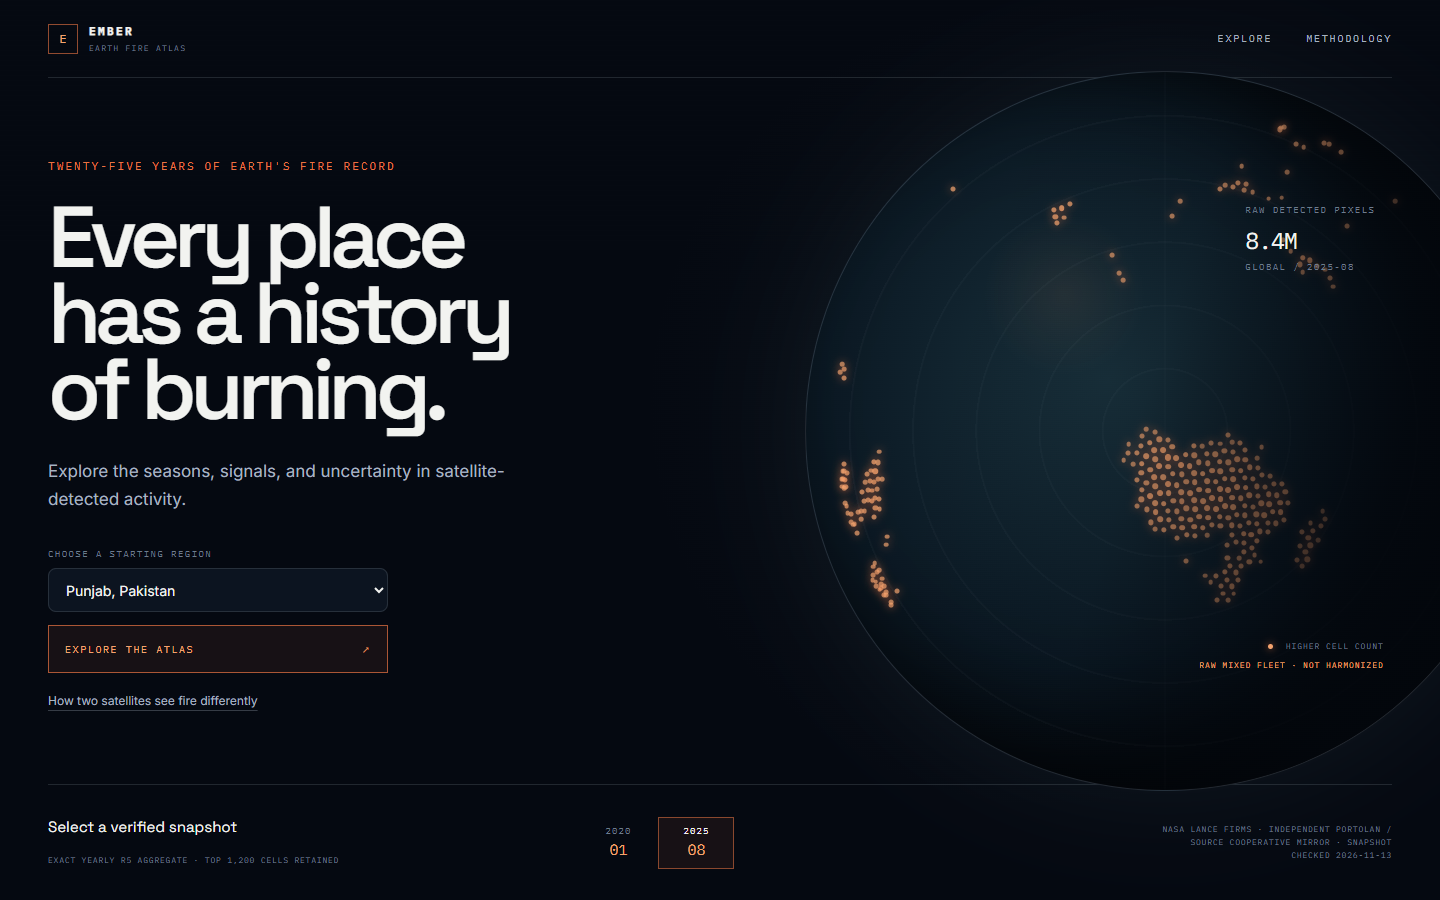 E
EMBER
EARTH FIRE ATLAS
EXPLORE
METHODOLOGY
TWENTY-FIVE YEARS OF EARTH'S FIRE RECORD
Every place
has a history
of burning.
Explore the seasons, signals, and uncertainty in satellite-
detected activity.
CHOOSE A STARTING REGION
Punjab, Pakistan
EXPLORE THE ATLAS ↗
How two satellites see fire differently
RAW DETECTED PIXELS
8.4M
GLOBAL / 2025-08
HIGHER CELL COUNT
RAW MIXED FLEET · NOT HARMONIZED
Select a verified snapshot
EXACT YEARLY R5 AGGREGATE · TOP 1,200 CELLS RETAINED
2020
01
2025
08
NASA LANCE FIRMS · INDEPENDENT PORTOLAN /
SOURCE COOPERATIVE MIRROR · SNAPSHOT
CHECKED 2026-11-13